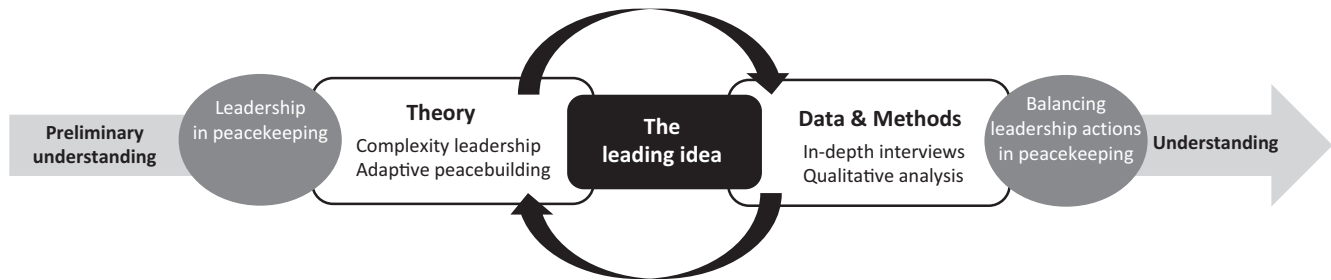 Preliminary
understanding
Leadership
in peacekeeping
Theory
Complexity leadership
Adaptive peacebuilding
The
leading idea
Data & Methods
In-depth interviews
Qualitative analysis
Balancing
leadership actions
in peacekeeping
Understanding